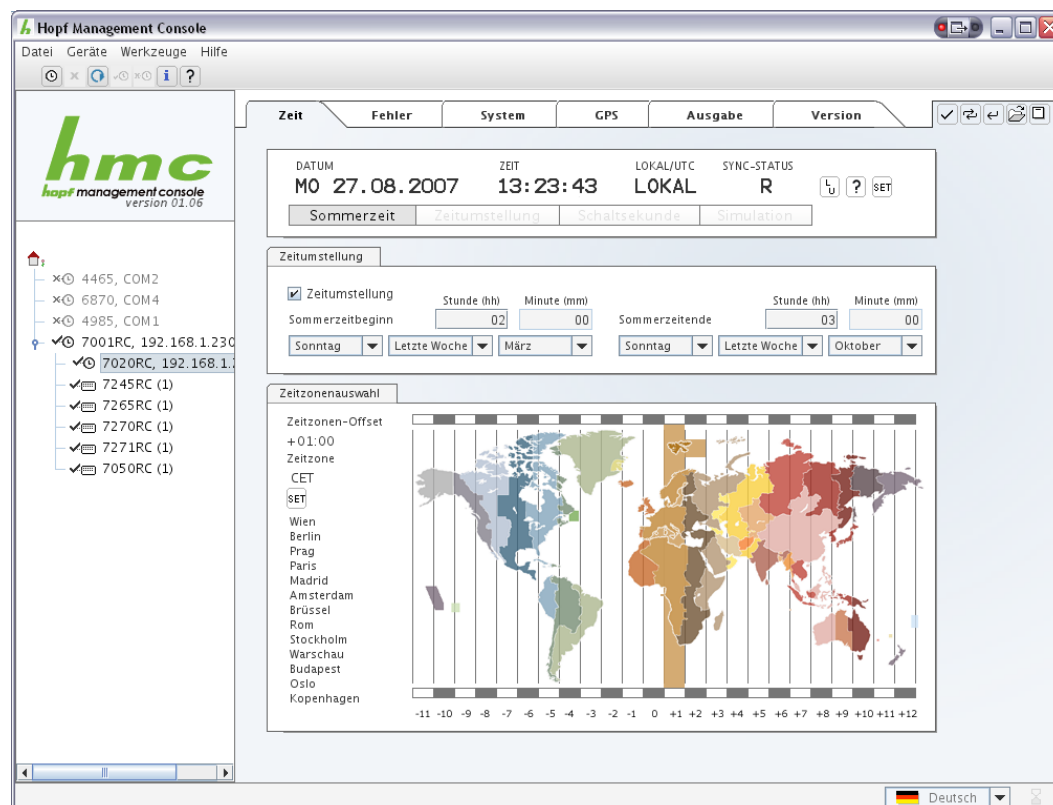 Hopf Management Console
Datei Geräte Werkzeuge Hilfe
hmc
hopf management console
version 01.06
4465, COM2
6870, COM4
4985, COM1
7001RC, 192.168.1.230
7020RC, 192.168.1.
7245RC (1)
7265RC (1)
7270RC (1)
7271RC (1)
7050RC (1)
Zeit Fehler System GPS Ausgabe Version
DATUM ZEIT LOKAL/UTC SYNC-STATUS
MO 27.08.2007 13:23:43 LOKAL R L U ? SET
Sommerzeit Zeitumstellung Schaltsekunde Simulation
Zeitumstellung
Zeitumstellung
Stunde (hh) Minute (mm) Stunde (hh) Minute (mm)
Sommerzeitbeginn 02 00 Sommerzeitende 03 00
Sonntag Letzte Woche März Sonntag Letzte Woche Oktober
Zeitzonenauswahl
Zeitzonen-Offset
+01:00
Zeitzone
CET
SET
Wien
Berlin
Prag
Paris
Madrid
Amsterdam
Brüssel
Rom
Stockholm
Warschau
Budapest
Oslo
Kopenhagen
-11 -10 -9 -8 -7 -6 -5 -4 -3 -2 -1 0 +1 +2 +3 +4 +5 +6 +7 +8 +9 +10 +11 +12
Deutsch